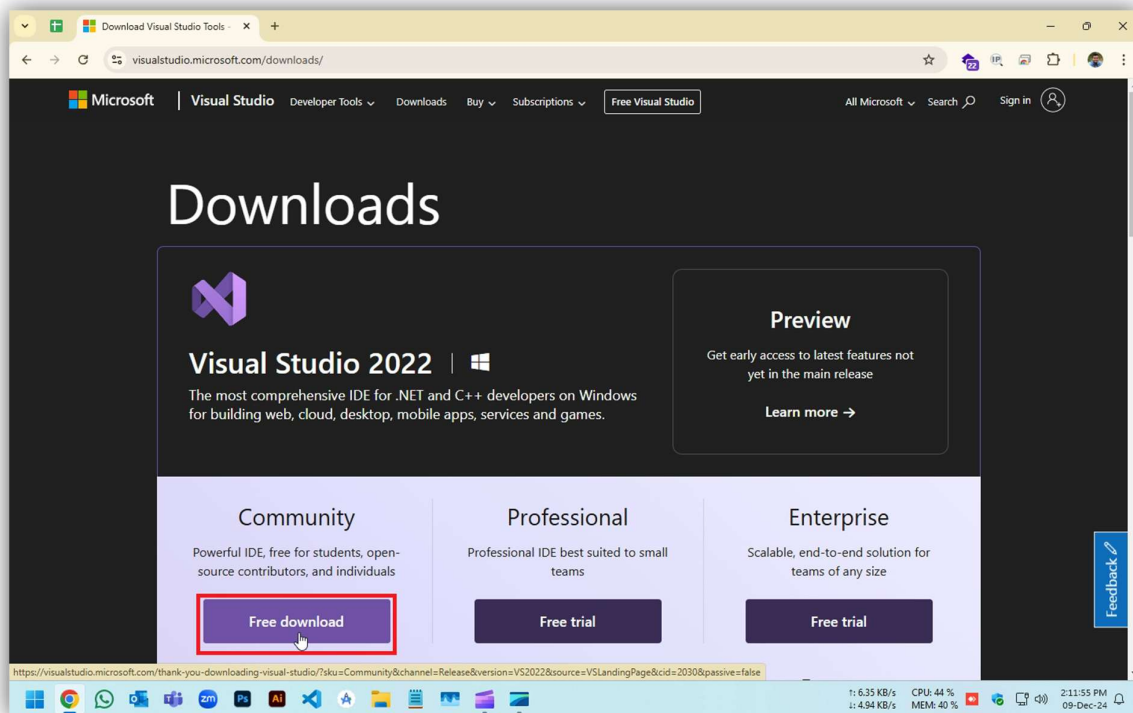 Download Visual Studio Tools -
visualstudio.microsoft.com/downloads/
22
IP
Microsoft
Visual Studio
Developer Tools
Downloads
Buy
Subscriptions
Free Visual Studio
All Microsoft
Search
Sign in
Downloads
Visual Studio 2022
The most comprehensive IDE for .NET and C++ developers on Windows
for building web, cloud, desktop, mobile apps, services and games.
Preview
Get early access to latest features not
yet in the main release
Learn more →
Community
Powerful IDE, free for students, open-
source contributors, and individuals
Free download
Professional
Professional IDE best suited to small
teams
Free trial
Enterprise
Scalable, end-to-end solution for
teams of any size
Free trial
Feedback
https://visualstudio.microsoft.com/thank-you-downloading-visual-studio/?sku=Community&channel=Release&version=VS2022&source=VSLandingPage&cid=2030&passive=false
zm
Ps
Ai
↑: 6.35 KB/s
↓: 4.94 KB/s
CPU: 44 %
MEM: 40 %
2:11:55 PM
09-Dec-24